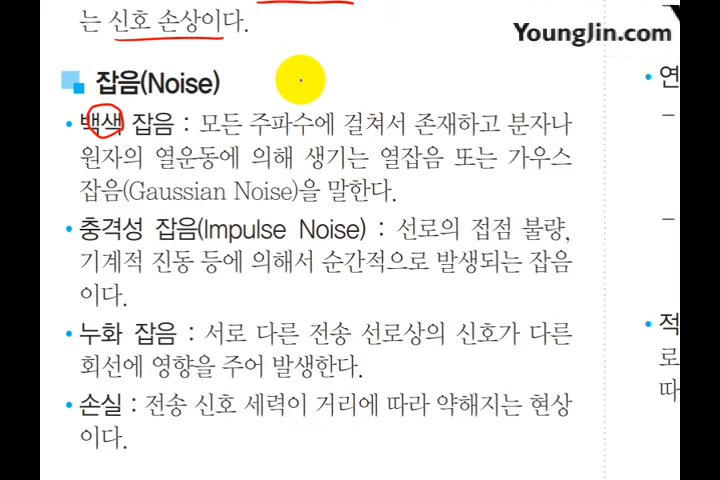 는 신호 손상이다.
YoungJin.com
잡음(Noise)
• 백색 잡음 : 모든 주파수에 걸쳐서 존재하고 분자나
원자의 열운동에 의해 생기는 열잡음 또는 가우스
잡음(Gaussian Noise)을 말한다.
• 충격성 잡음(Impulse Noise) : 선로의 접점 불량,
기계적 진동 등에 의해서 순간적으로 발생되는 잡음
이다.
• 누화 잡음 : 서로 다른 전송 선로상의 신호가 다른
회선에 영향을 주어 발생한다.
• 손실 : 전송 신호 세력이 거리에 따라 약해지는 현상
이다.
• 연
–
–
• 적
로
따